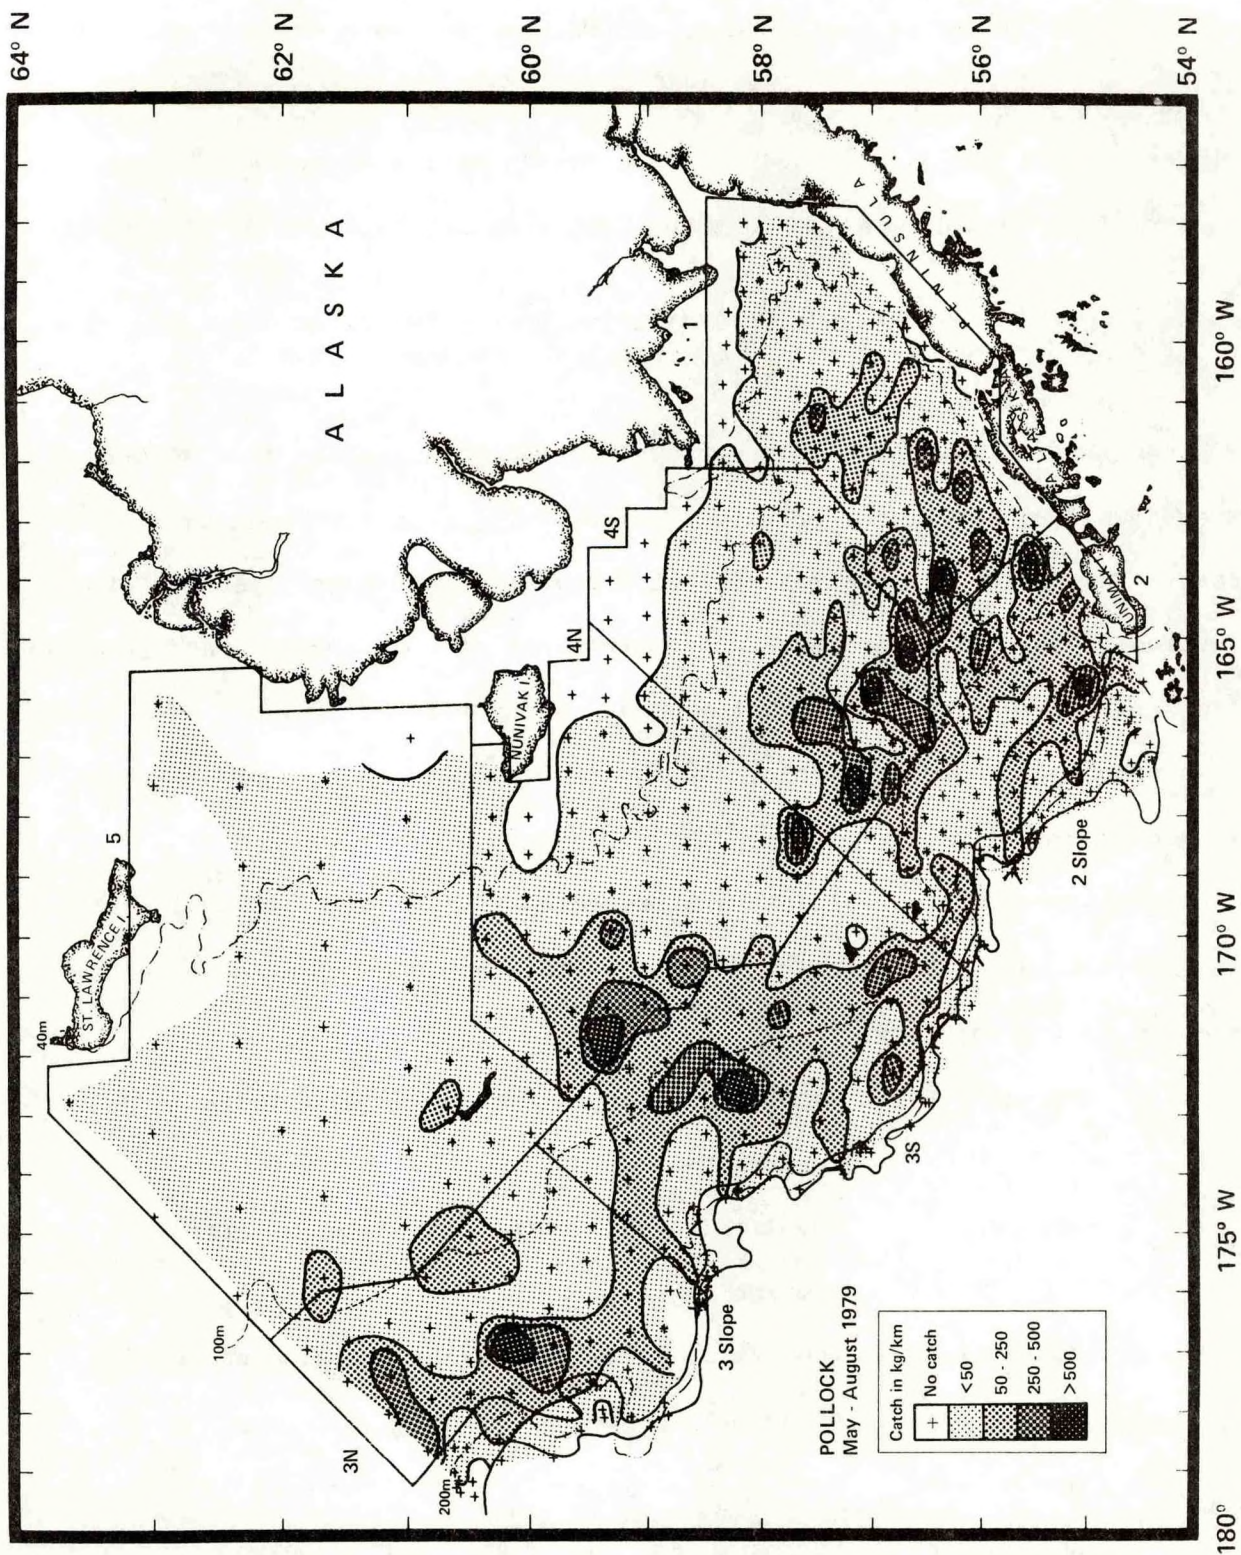 64° N
62° N
60° N
58° N
56° N
54° N
180°
175° W
170° W
165° W
160° W
ALASKA
PENINSULA
ST. LAWRENCE I.
NUNIVAK I.
UNIMAK I.
40m
100m
200m
1
2
2 Slope
3N
3S
3 Slope
4N
4S
5
POLLOCK
May - August 1979
Catch in kg/km
+ No catch
<50
50 - 250
250 - 500
>500